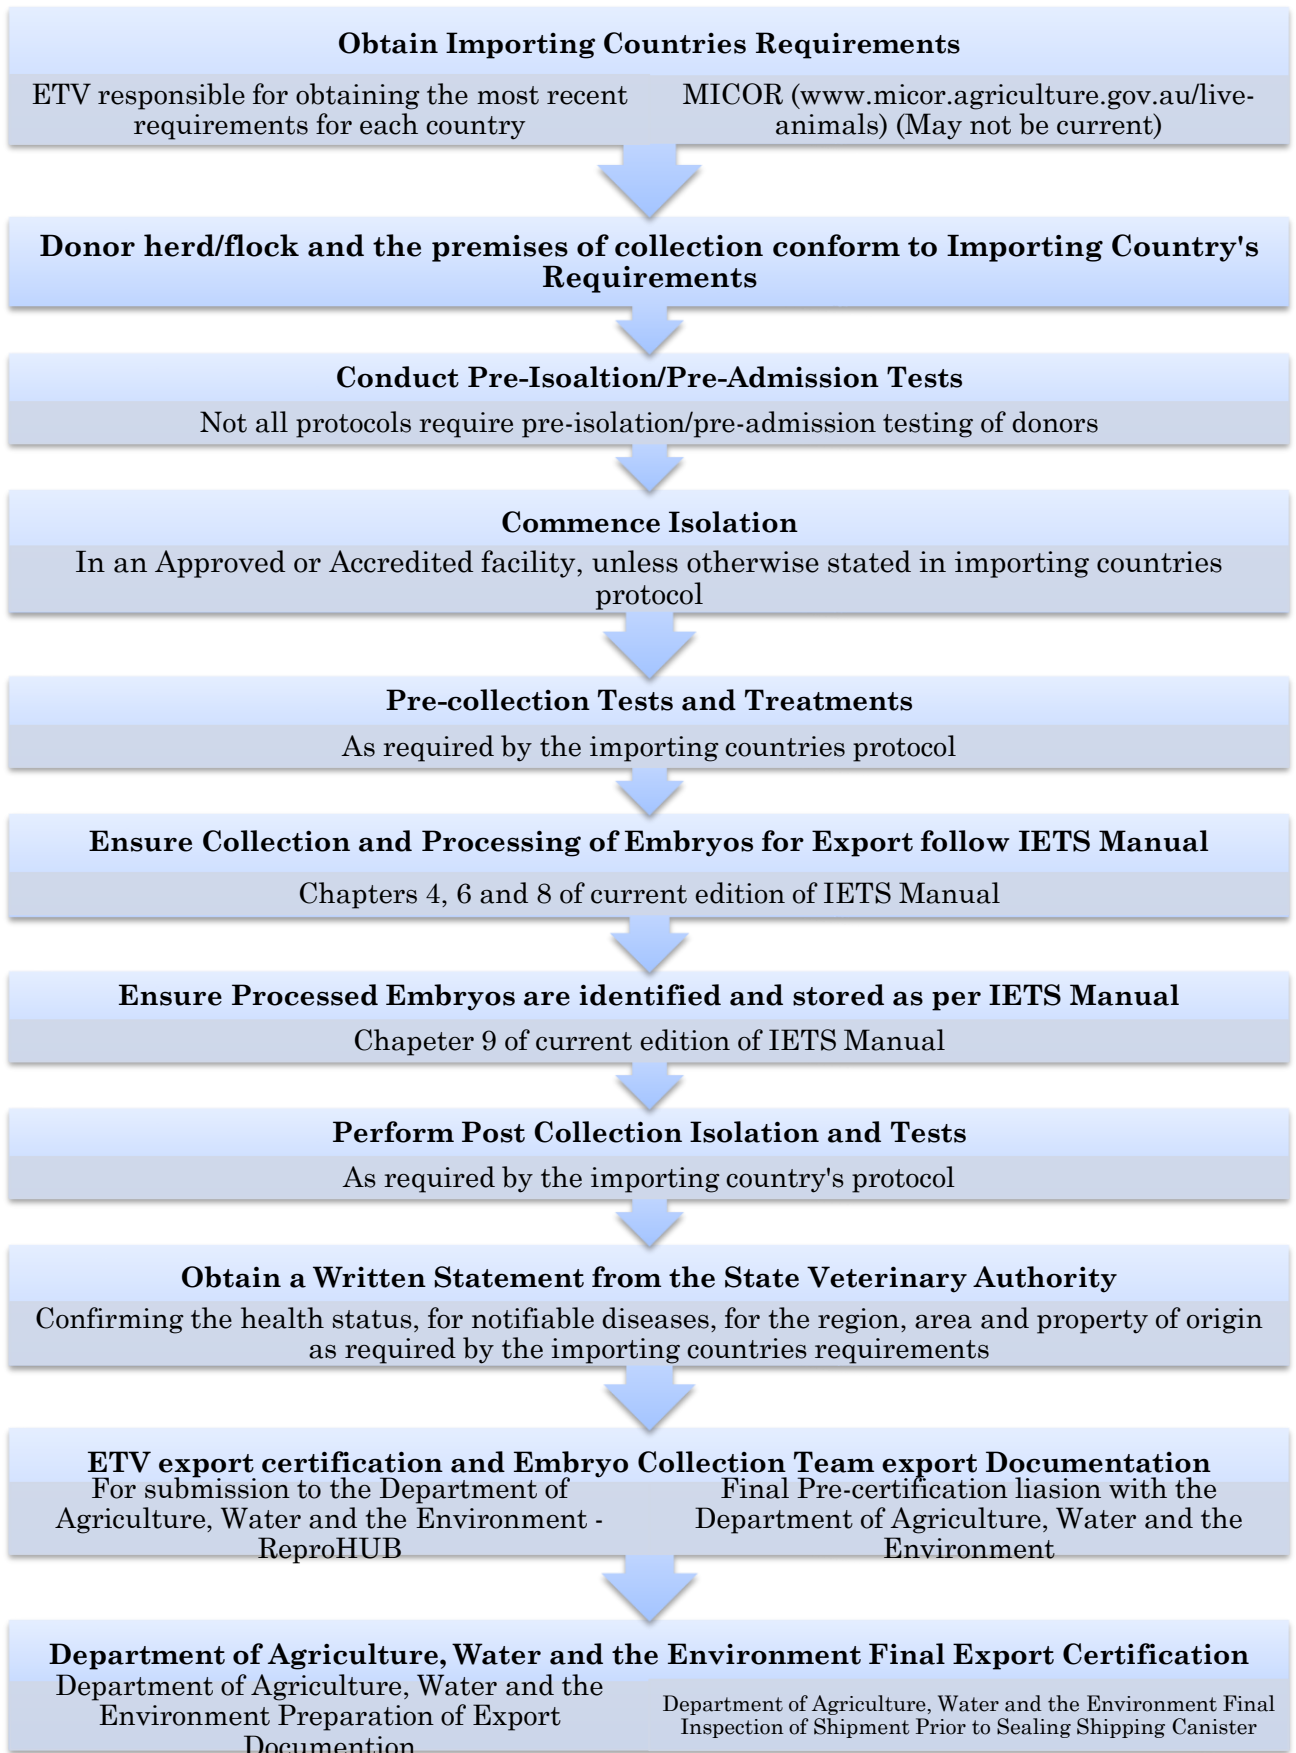 Obtain Importing Countries Requirements
ETV responsible for obtaining the most recent
requirements for each country
MICOR (www.micor.agriculture.gov.au/live-
animals) (May not be current)
Donor herd/flock and the premises of collection conform to Importing Country's
Requirements
Conduct Pre-Isoaltion/Pre-Admission Tests
Not all protocols require pre-isolation/pre-admission testing of donors
Commence Isolation
In an Approved or Accredited facility, unless otherwise stated in importing countries
protocol
Pre-collection Tests and Treatments
As required by the importing countries protocol
Ensure Collection and Processing of Embryos for Export follow IETS Manual
Chapters 4, 6 and 8 of current edition of IETS Manual
Ensure Processed Embryos are identified and stored as per IETS Manual
Chapeter 9 of current edition of IETS Manual
Perform Post Collection Isolation and Tests
As required by the importing country's protocol
Obtain a Written Statement from the State Veterinary Authority
Confirming the health status, for notifiable diseases, for the region, area and property of origin
as required by the importing countries requirements
ETV export certification and Embryo Collection Team export Documentation
For submission to the Department of
Agriculture, Water and the Environment -
ReproHUB
Final Pre-certification liasion with the
Department of Agriculture, Water and the
Environment
Department of Agriculture, Water and the Environment Final Export Certification
Department of Agriculture, Water and the
Environment Preparation of Export
Documention
Department of Agriculture, Water and the Environment Final
Inspection of Shipment Prior to Sealing Shipping Canister